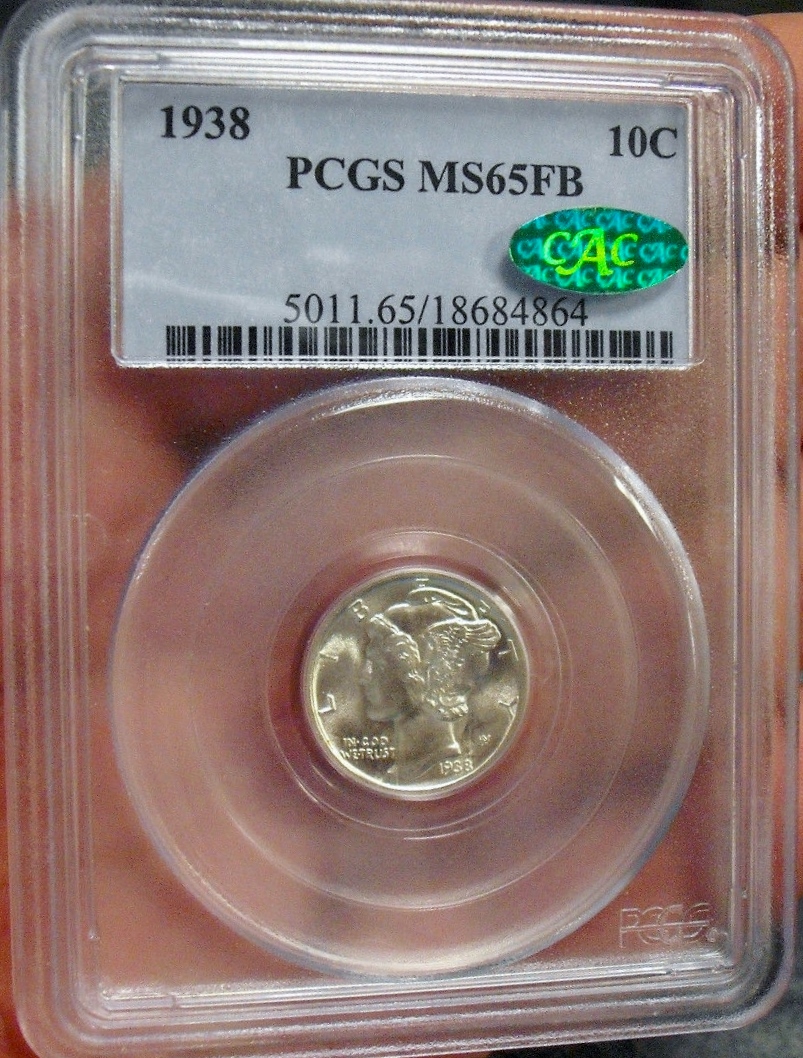 1938
10C
PCGS MS65FB
CAC
5011.65/18684864
LIBERTY
IN·GOD
WE·TRUST
1938
PCGS